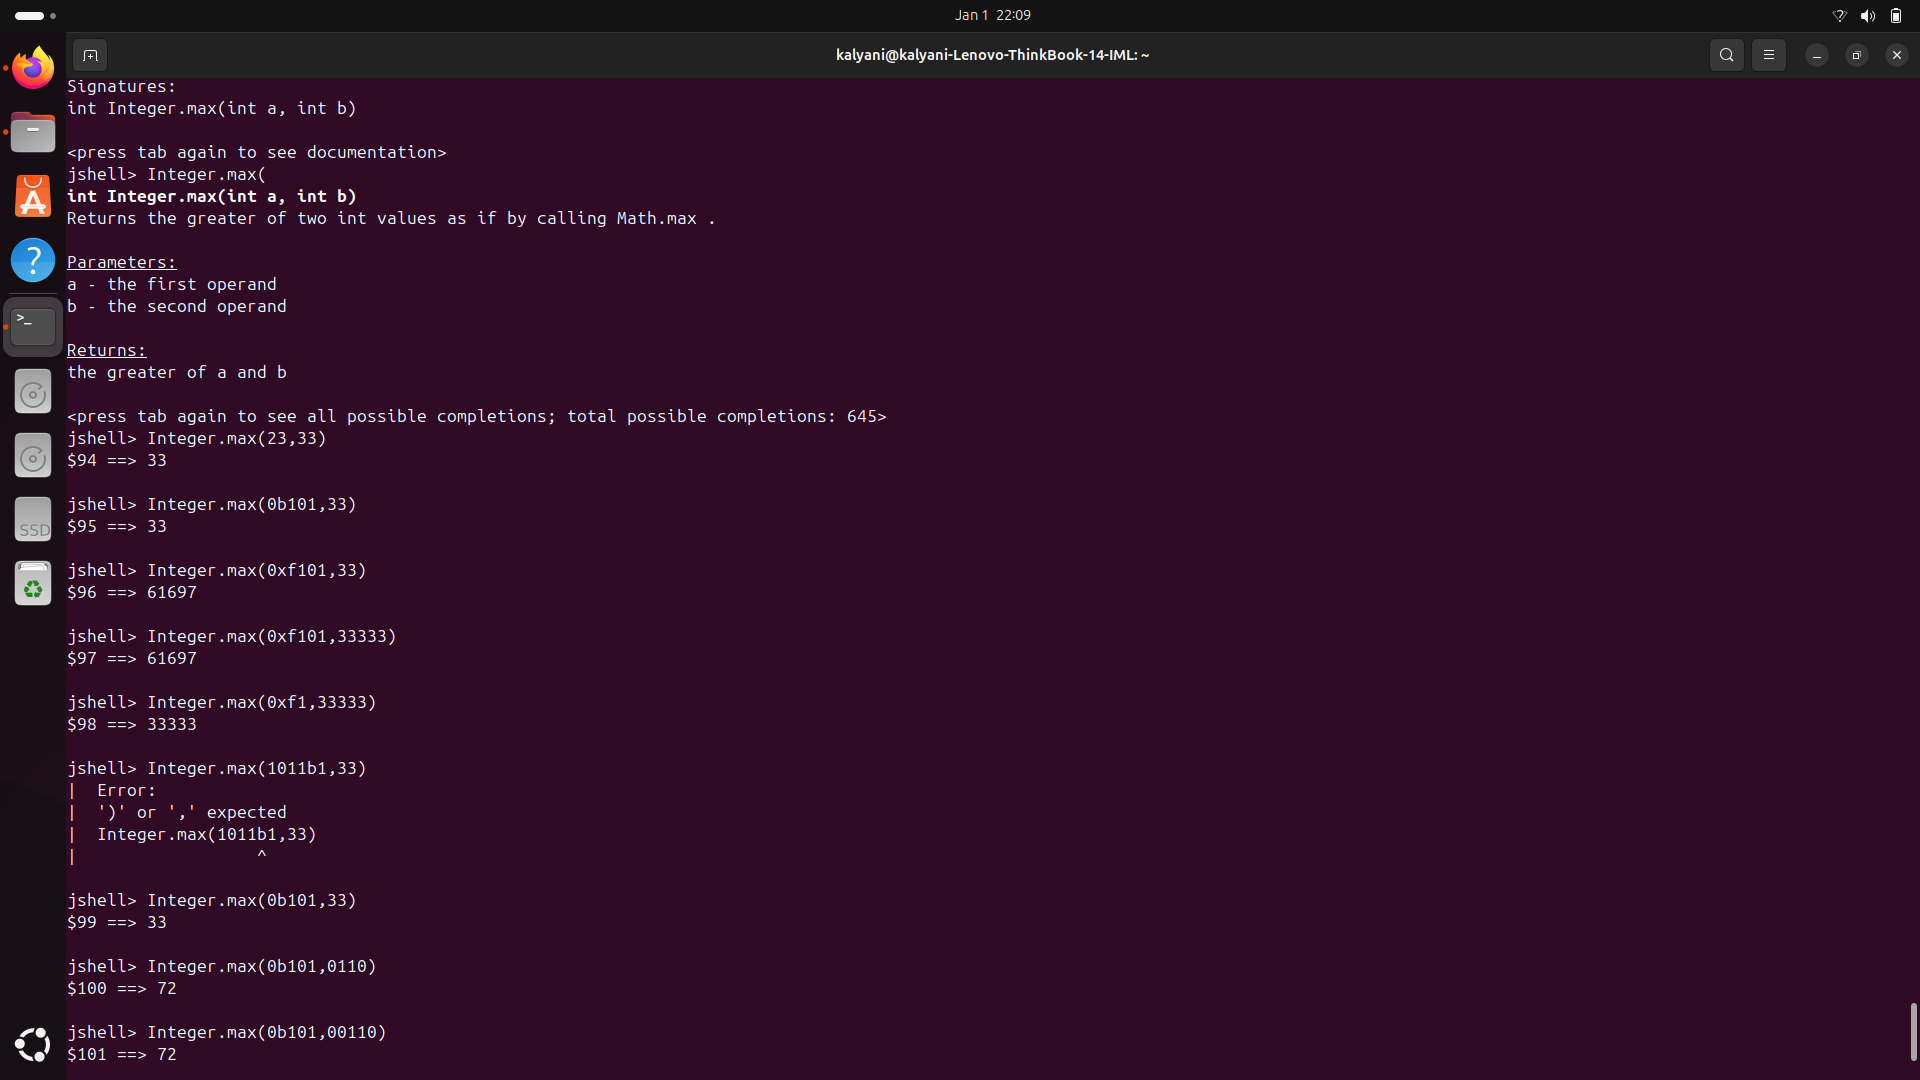 Jan 1 22:09
kalyani@kalyani-Lenovo-ThinkBook-14-IML: ~
Signatures:
int Integer.max(int a, int b)
<press tab again to see documentation>
jshell> Integer.max(
int Integer.max(int a, int b)
Returns the greater of two int values as if by calling Math.max .
Parameters:
a - the first operand
b - the second operand
Returns:
the greater of a and b
<press tab again to see all possible completions; total possible completions: 645>
jshell> Integer.max(23,33)
$94 ==> 33
jshell> Integer.max(0b101,33)
$95 ==> 33
jshell> Integer.max(0xf101,33)
$96 ==> 61697
jshell> Integer.max(0xf101,33333)
$97 ==> 61697
jshell> Integer.max(0xf1,33333)
$98 ==> 33333
jshell> Integer.max(1011b1,33)
|  Error:
|  ')' or ',' expected
|  Integer.max(1011b1,33)
|                  ^
jshell> Integer.max(0b101,33)
$99 ==> 33
jshell> Integer.max(0b101,0110)
$100 ==> 72
jshell> Integer.max(0b101,00110)
$101 ==> 72
SSD